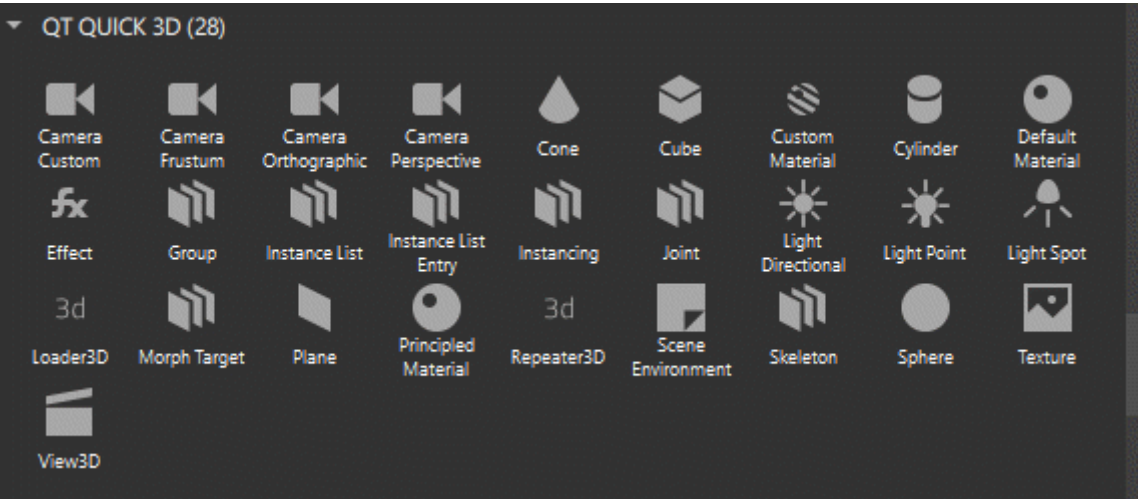 QT QUICK 3D (28)
Camera Custom
Camera Frustum
Camera Orthographic
Camera Perspective
Cone
Cube
Custom Material
Cylinder
Default Material
fx
Effect
Group
Instance List
Instance List Entry
Instancing
Joint
Light Directional
Light Point
Light Spot
3d
Loader3D
Morph Target
Plane
Principled Material
3d
Repeater3D
Scene Environment
Skeleton
Sphere
Texture
View3D